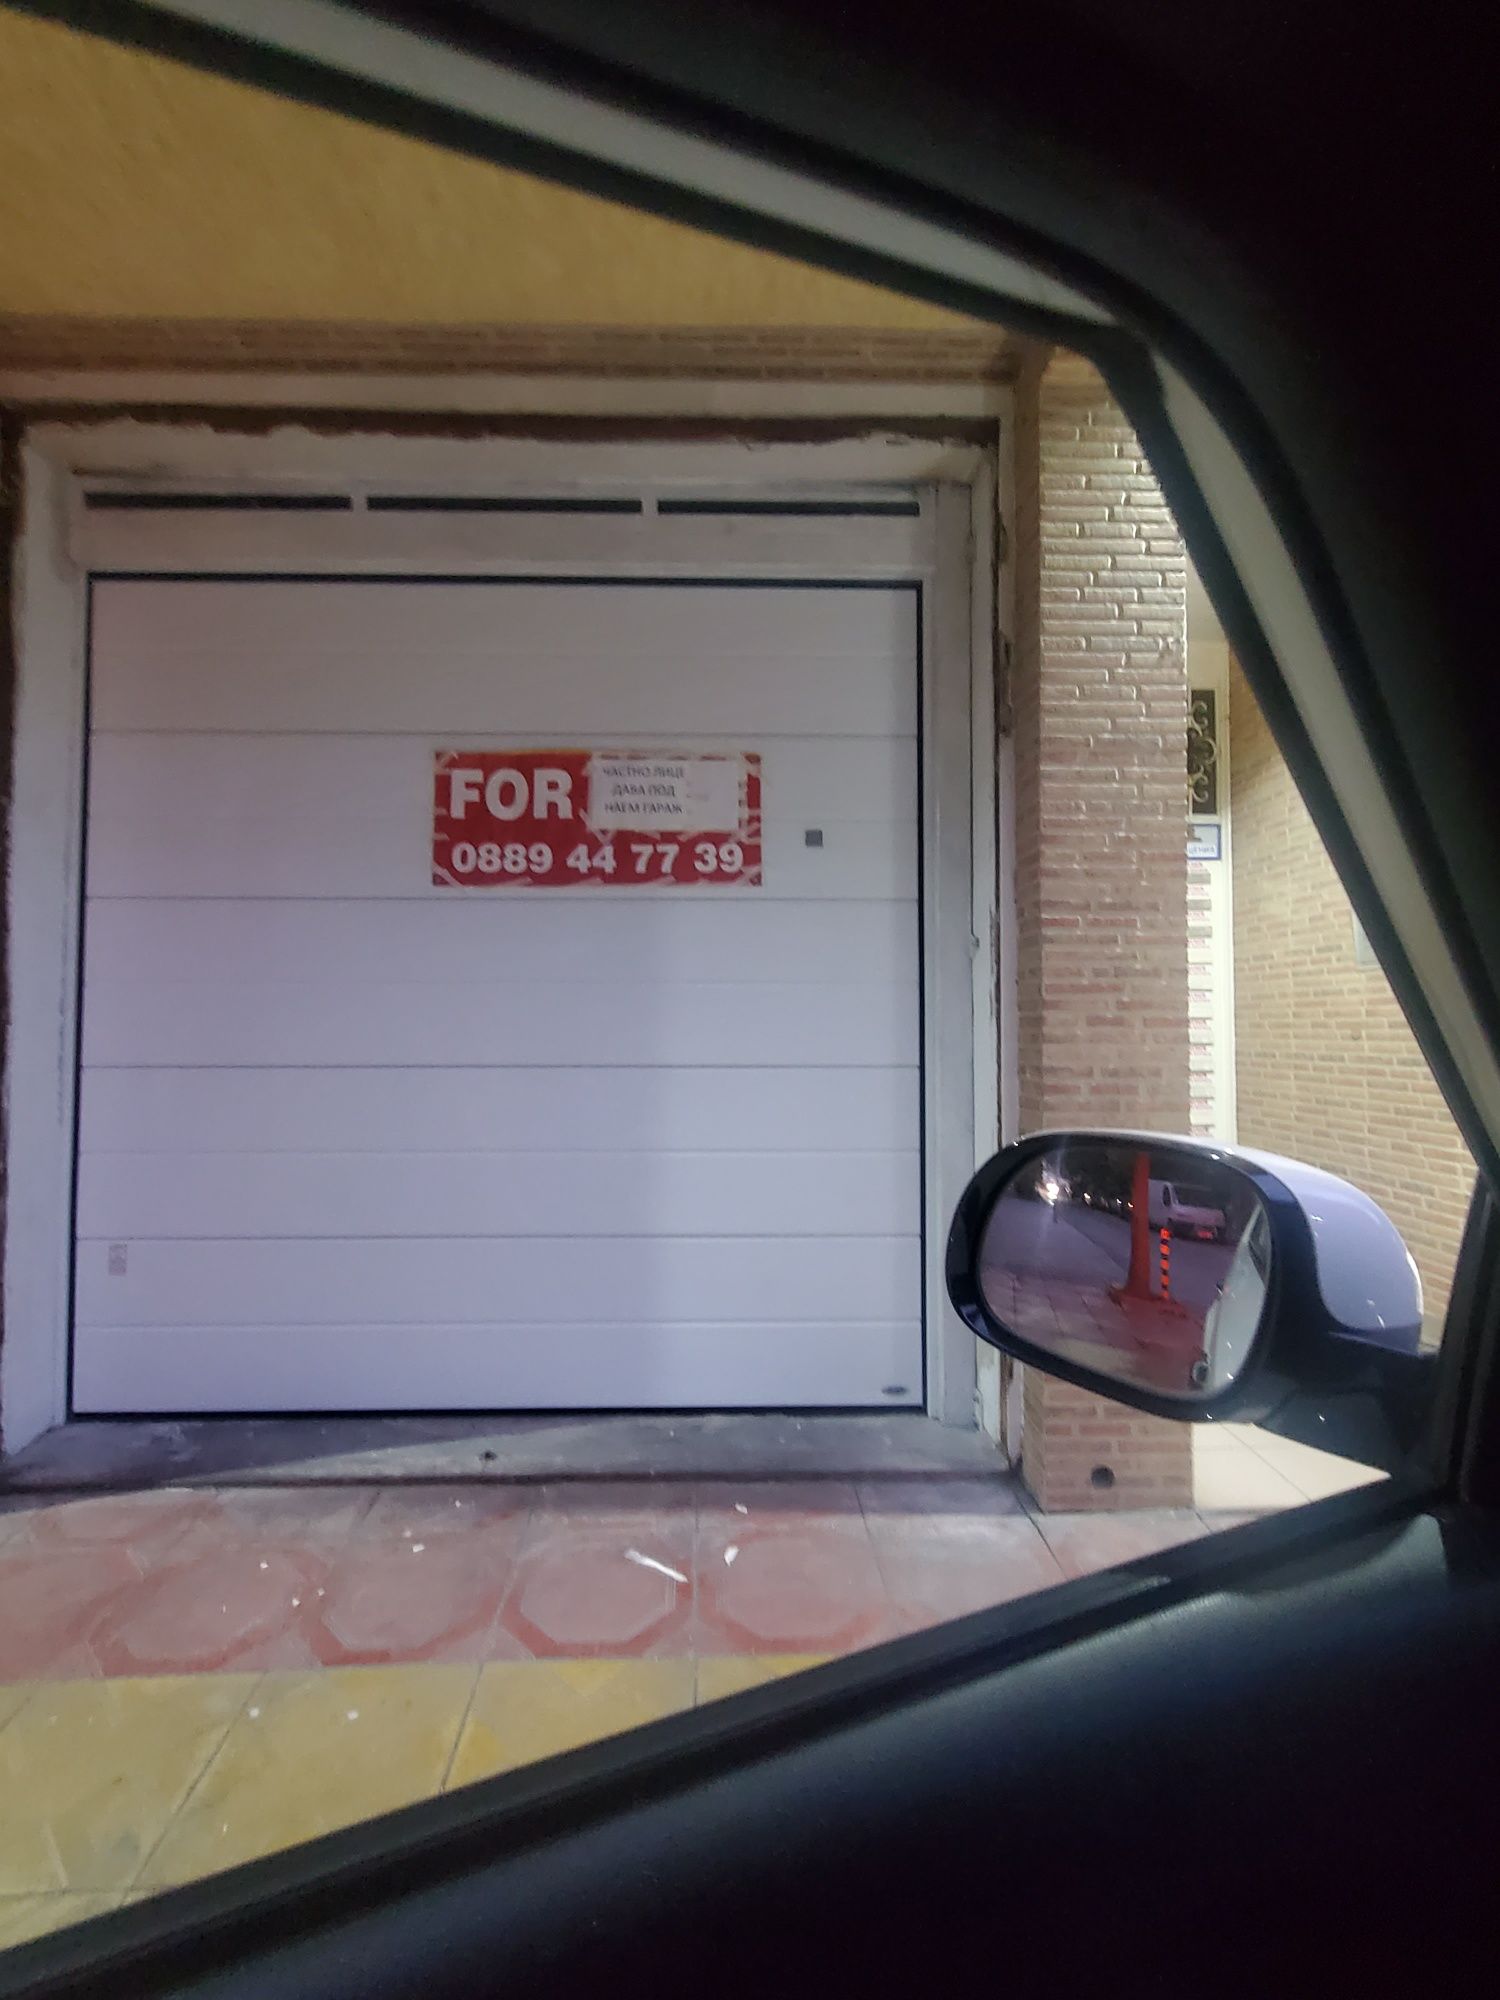 FOR
ЧАСТНО ЛИЦЕ
ДАВА ПОД
НАЕМ ГАРАЖ
0889 44 77 39